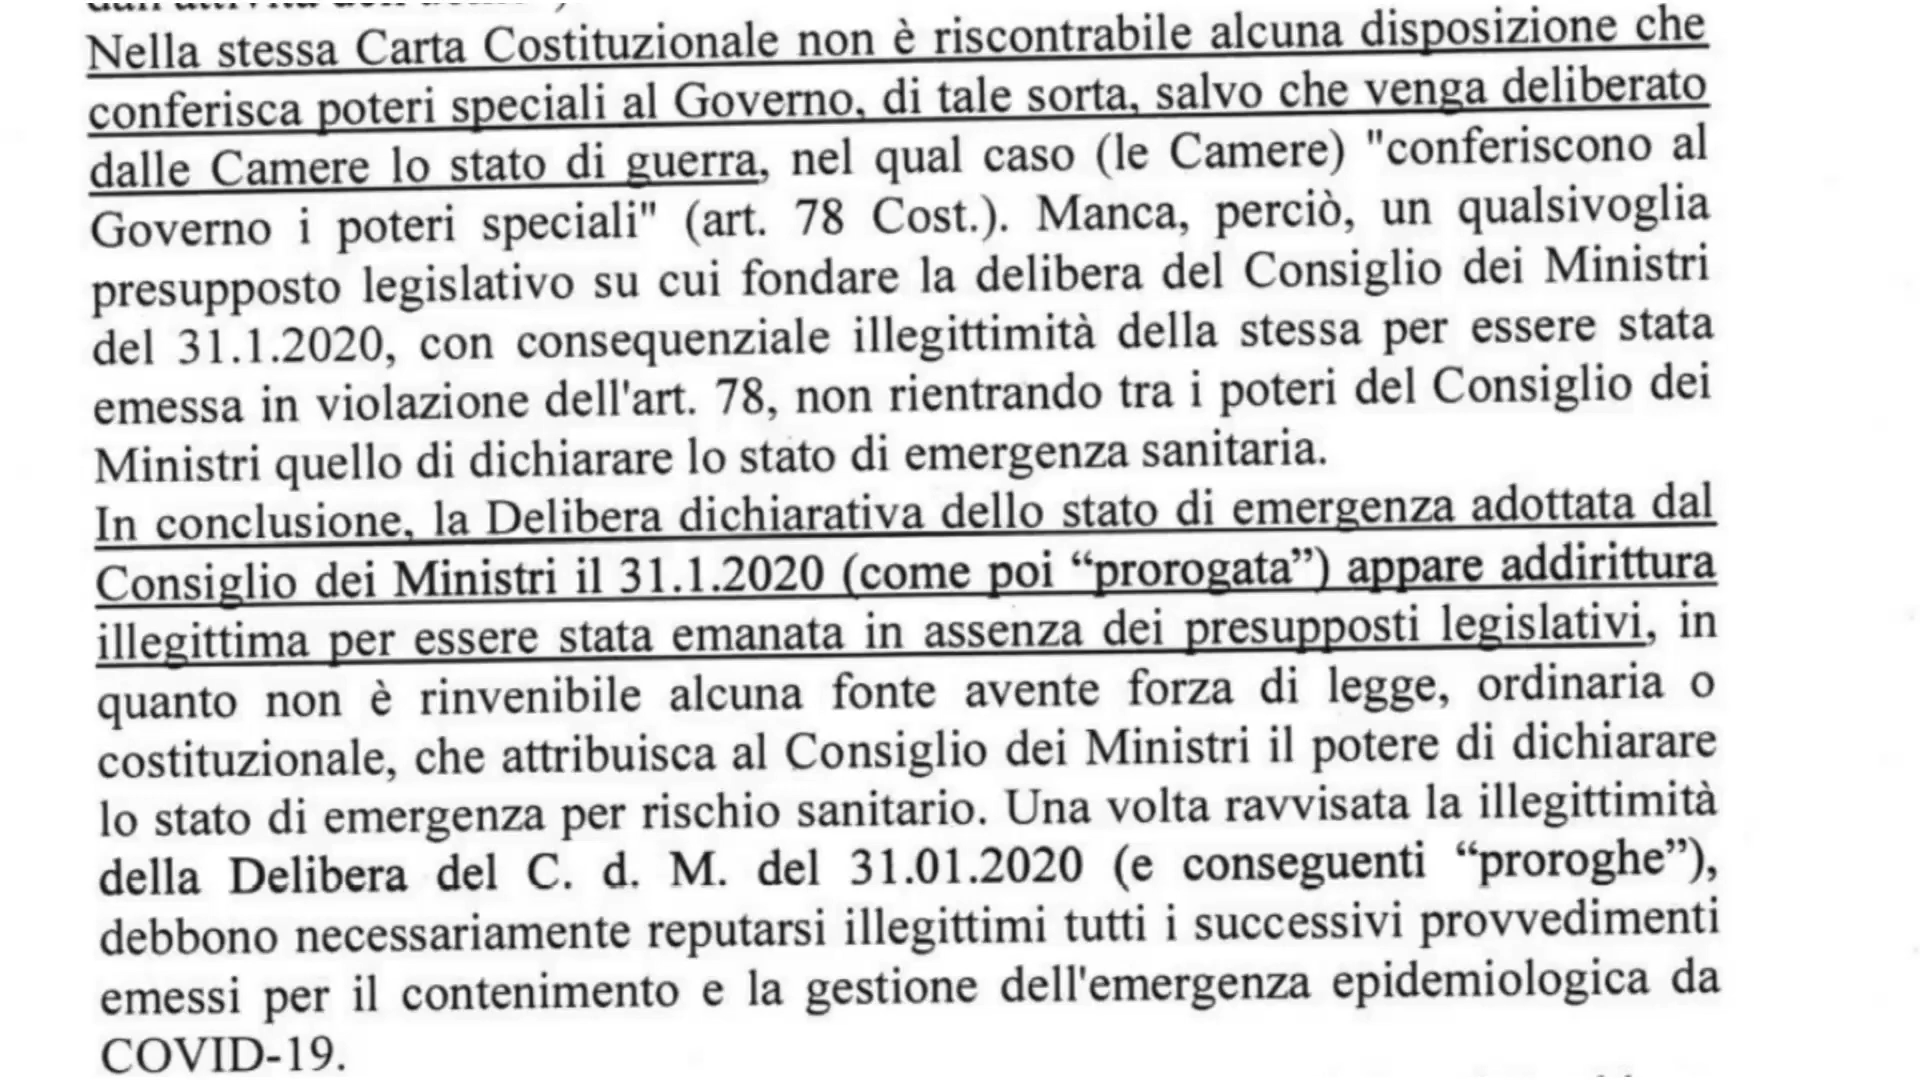 Nella stessa Carta Costituzionale non è riscontrabile alcuna disposizione che
conferisca poteri speciali al Governo, di tale sorta, salvo che venga deliberato
dalle Camere lo stato di guerra, nel qual caso (le Camere) "conferiscono al
Governo i poteri speciali" (art. 78 Cost.). Manca, perciò, un qualsivoglia
presupposto legislativo su cui fondare la delibera del Consiglio dei Ministri
del 31.1.2020, con consequenziale illegittimità della stessa per essere stata
emessa in violazione dell'art. 78, non rientrando tra i poteri del Consiglio dei
Ministri quello di dichiarare lo stato di emergenza sanitaria.
In conclusione, la Delibera dichiarativa dello stato di emergenza adottata dal
Consiglio dei Ministri il 31.1.2020 (come poi “prorogata”) appare addirittura
illegittima per essere stata emanata in assenza dei presupposti legislativi, in
quanto non è rinvenibile alcuna fonte avente forza di legge, ordinaria o
costituzionale, che attribuisca al Consiglio dei Ministri il potere di dichiarare
lo stato di emergenza per rischio sanitario. Una volta ravvisata la illegittimità
della Delibera del C. d. M. del 31.01.2020 (e conseguenti “proroghe”),
debbono necessariamente reputarsi illegittimi tutti i successivi provvedimenti
emessi per il contenimento e la gestione dell'emergenza epidemiologica da
COVID-19.